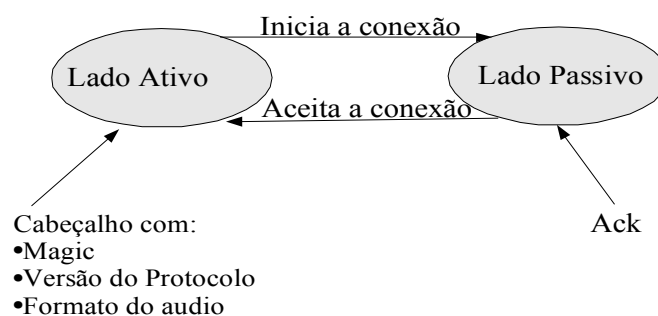 Inicia a conexão
Lado Ativo
Lado Passivo
Aceita a conexão
Cabeçalho com:
•Magic
•Versão do Protocolo
•Formato do audio
Ack